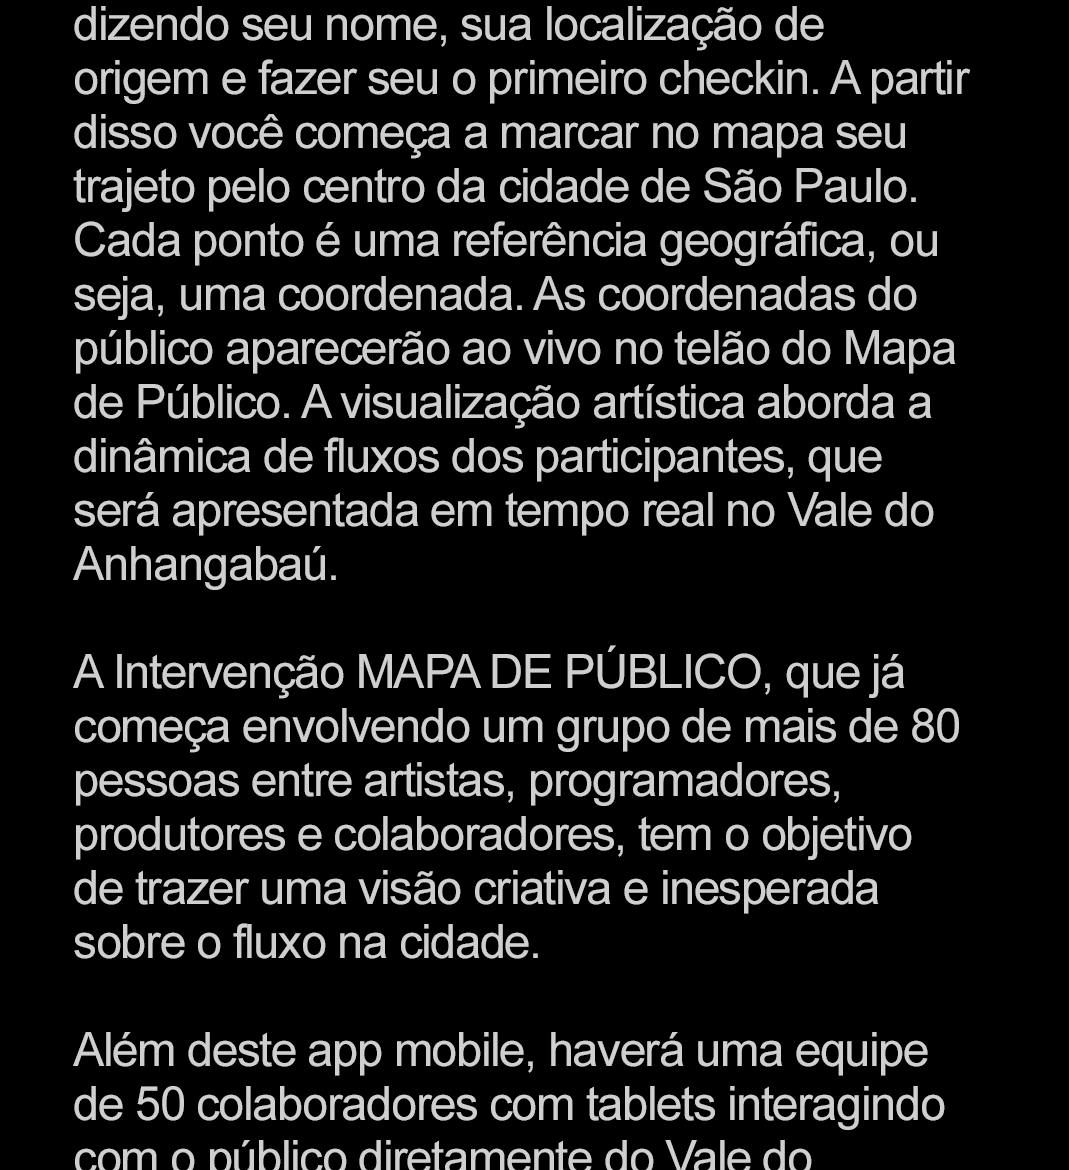 dizendo seu nome, sua localização de
origem e fazer seu o primeiro checkin. A partir
disso você começa a marcar no mapa seu
trajeto pelo centro da cidade de São Paulo.
Cada ponto é uma referência geográfica, ou
seja, uma coordenada. As coordenadas do
público aparecerão ao vivo no telão do Mapa
de Público. A visualização artística aborda a
dinâmica de fluxos dos participantes, que
será apresentada em tempo real no Vale do
Anhangabaú.
A Intervenção MAPA DE PÚBLICO, que já
começa envolvendo um grupo de mais de 80
pessoas entre artistas, programadores,
produtores e colaboradores, tem o objetivo
de trazer uma visão criativa e inesperada
sobre o fluxo na cidade.
Além deste app mobile, haverá uma equipe
de 50 colaboradores com tablets interagindo
com o público diretamente do Vale do